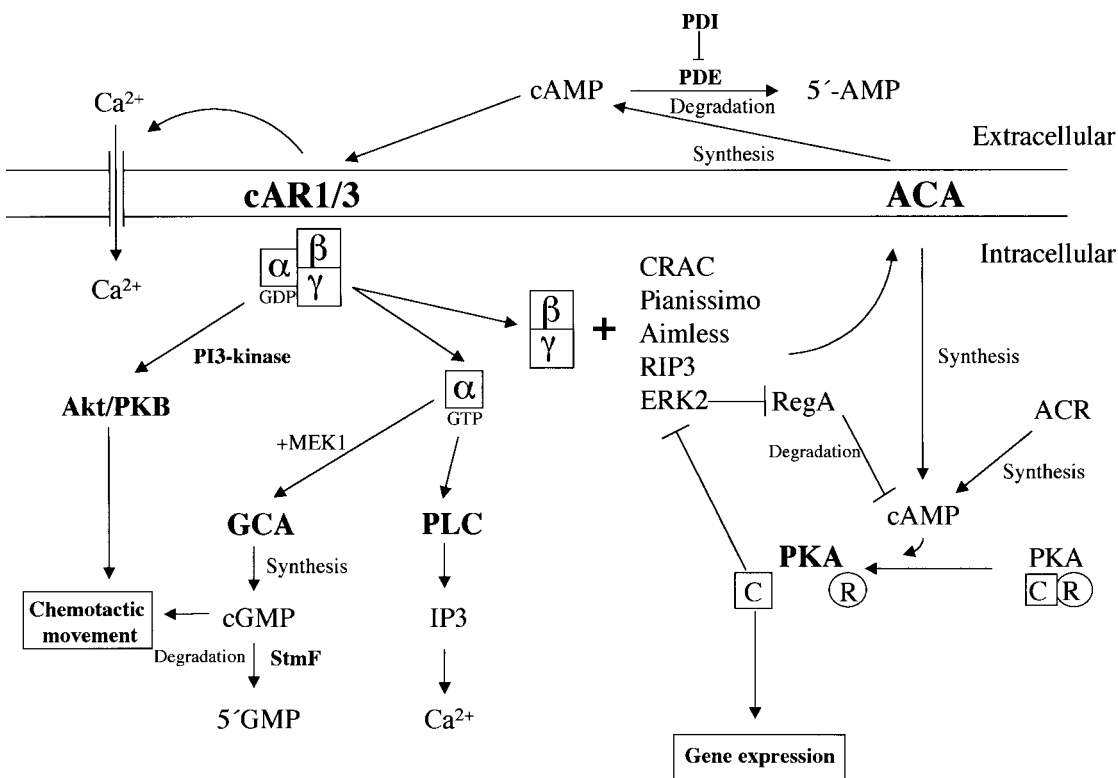 PDI
PDE
cAMP
5´-AMP
Degradation
Ca2+
Extracellular
Synthesis
cAR1/3
ACA
Intracellular
α
β
γ
GDP
Ca2+
CRAC
Pianissimo
Aimless
RIP3
ERK2
β
γ
+
PI3-kinase
Synthesis
Akt/PKB
α
GTP
RegA
ACR
+MEK1
Degradation
Synthesis
GCA
PLC
cAMP
Synthesis
PKA
PKA
C
R
C
R
Chemotactic
movement
cGMP
IP3
Degradation
StmF
5´GMP
Ca2+
Gene expression